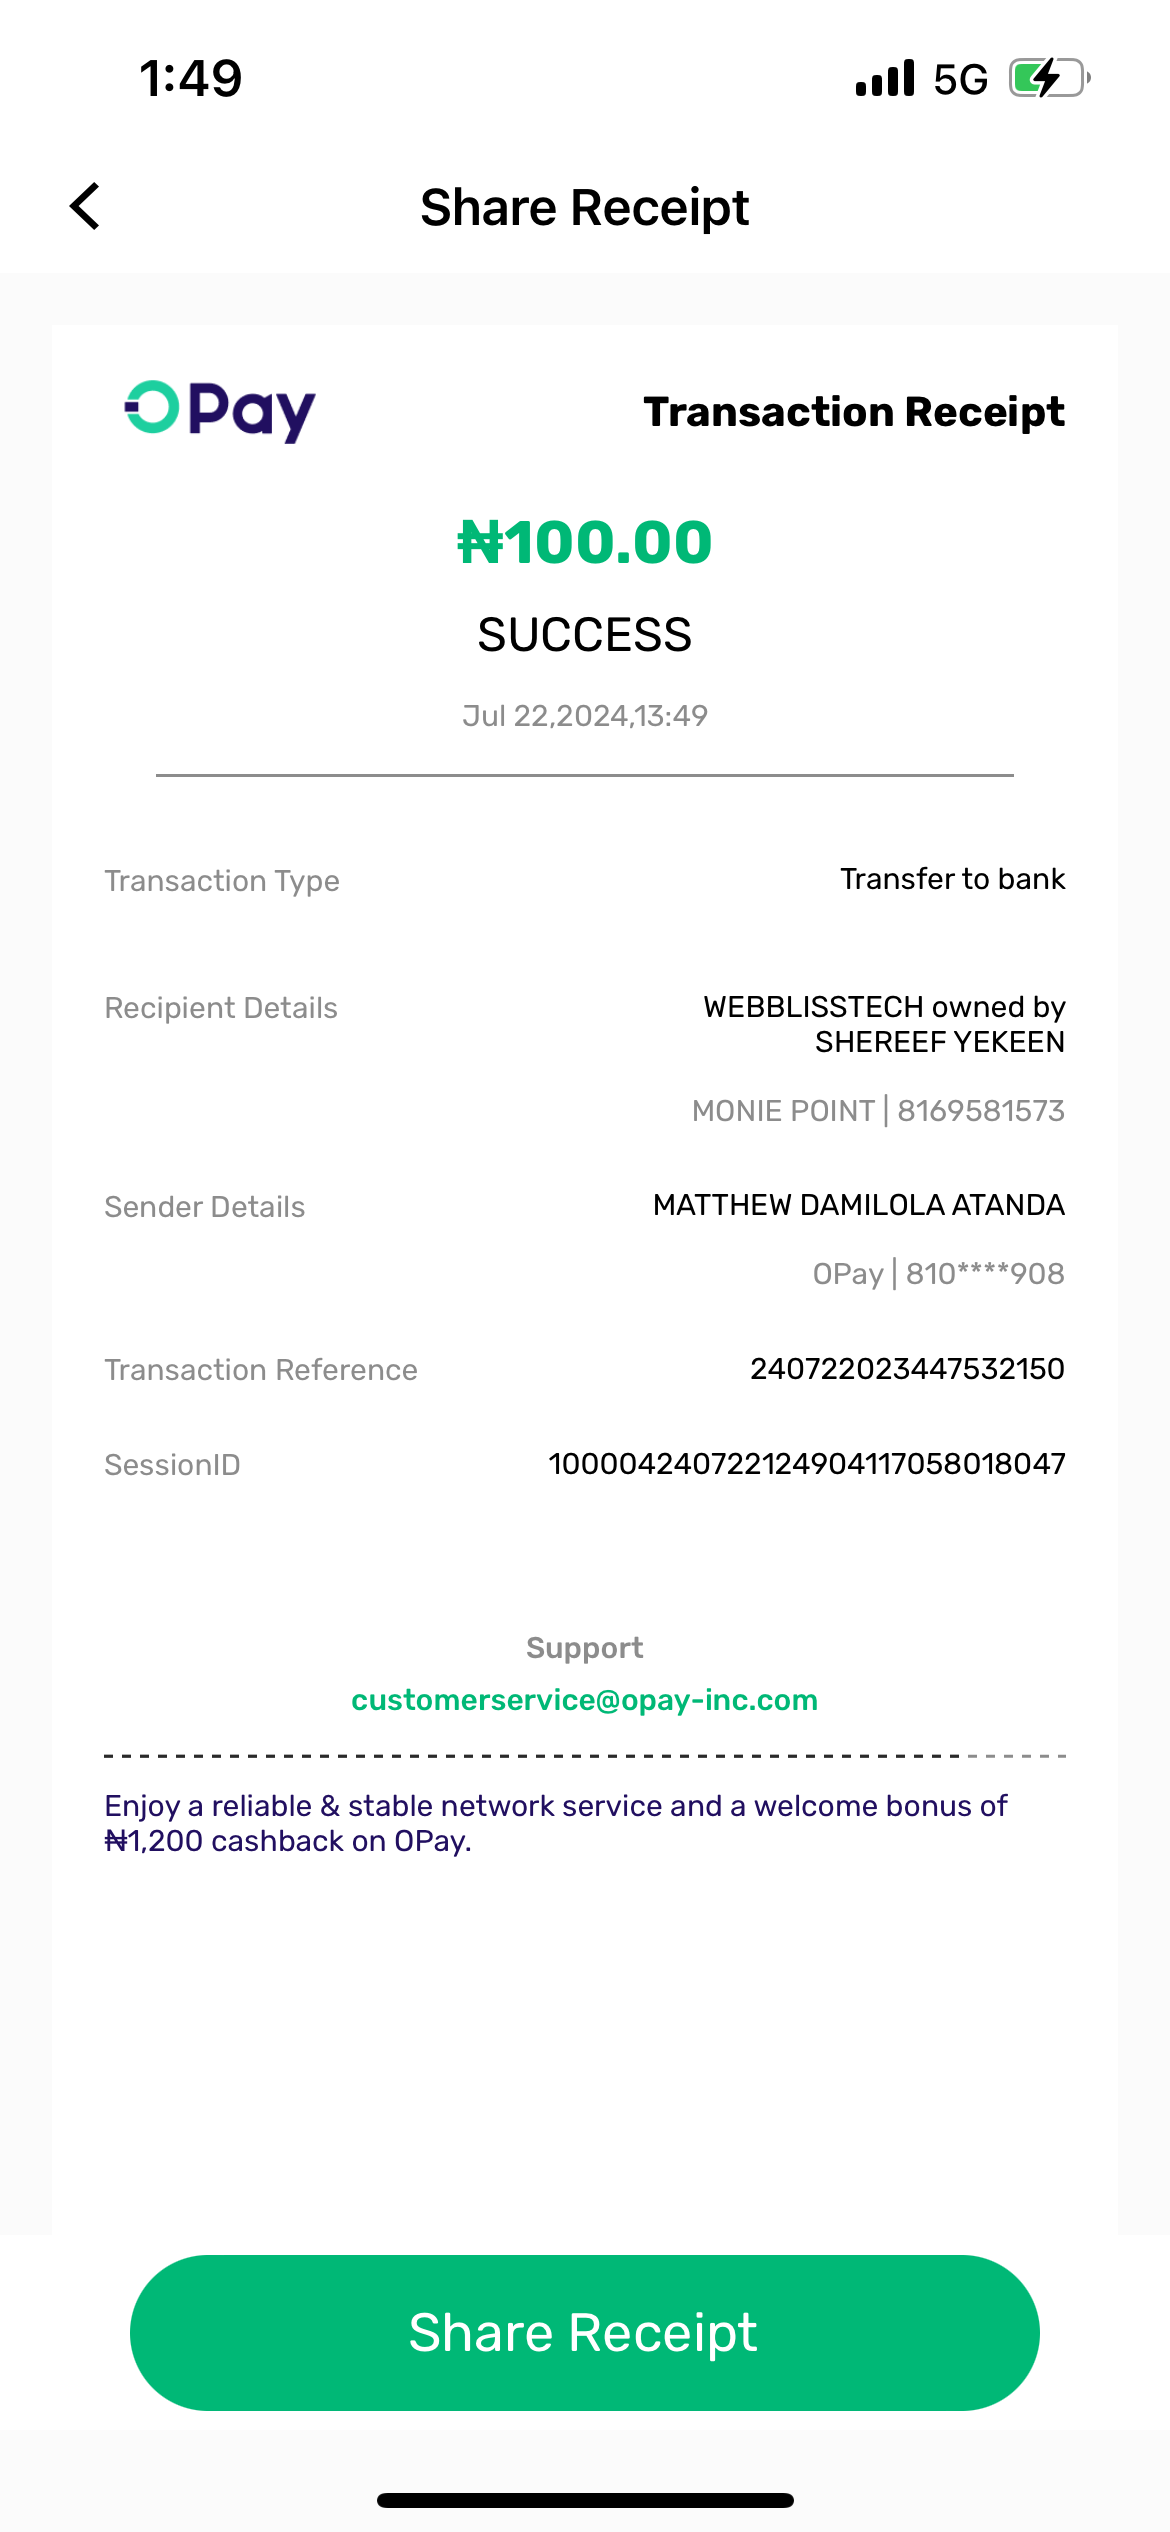 1:49
5G
Share Receipt
OPay
Transaction Receipt
₦100.00
SUCCESS
Jul 22,2024,13:49
Transaction Type
Transfer to bank
Recipient Details
WEBBLISSTECH owned by
SHEREEF YEKEEN
MONIE POINT | 8169581573
Sender Details
MATTHEW DAMILOLA ATANDA
OPay | 810****908
Transaction Reference
240722023447532150
SessionID
100004240722124904117058018047
Support
customerservice@opay-inc.com
Enjoy a reliable & stable network service and a welcome bonus of
₦1,200 cashback on OPay.
Share Receipt